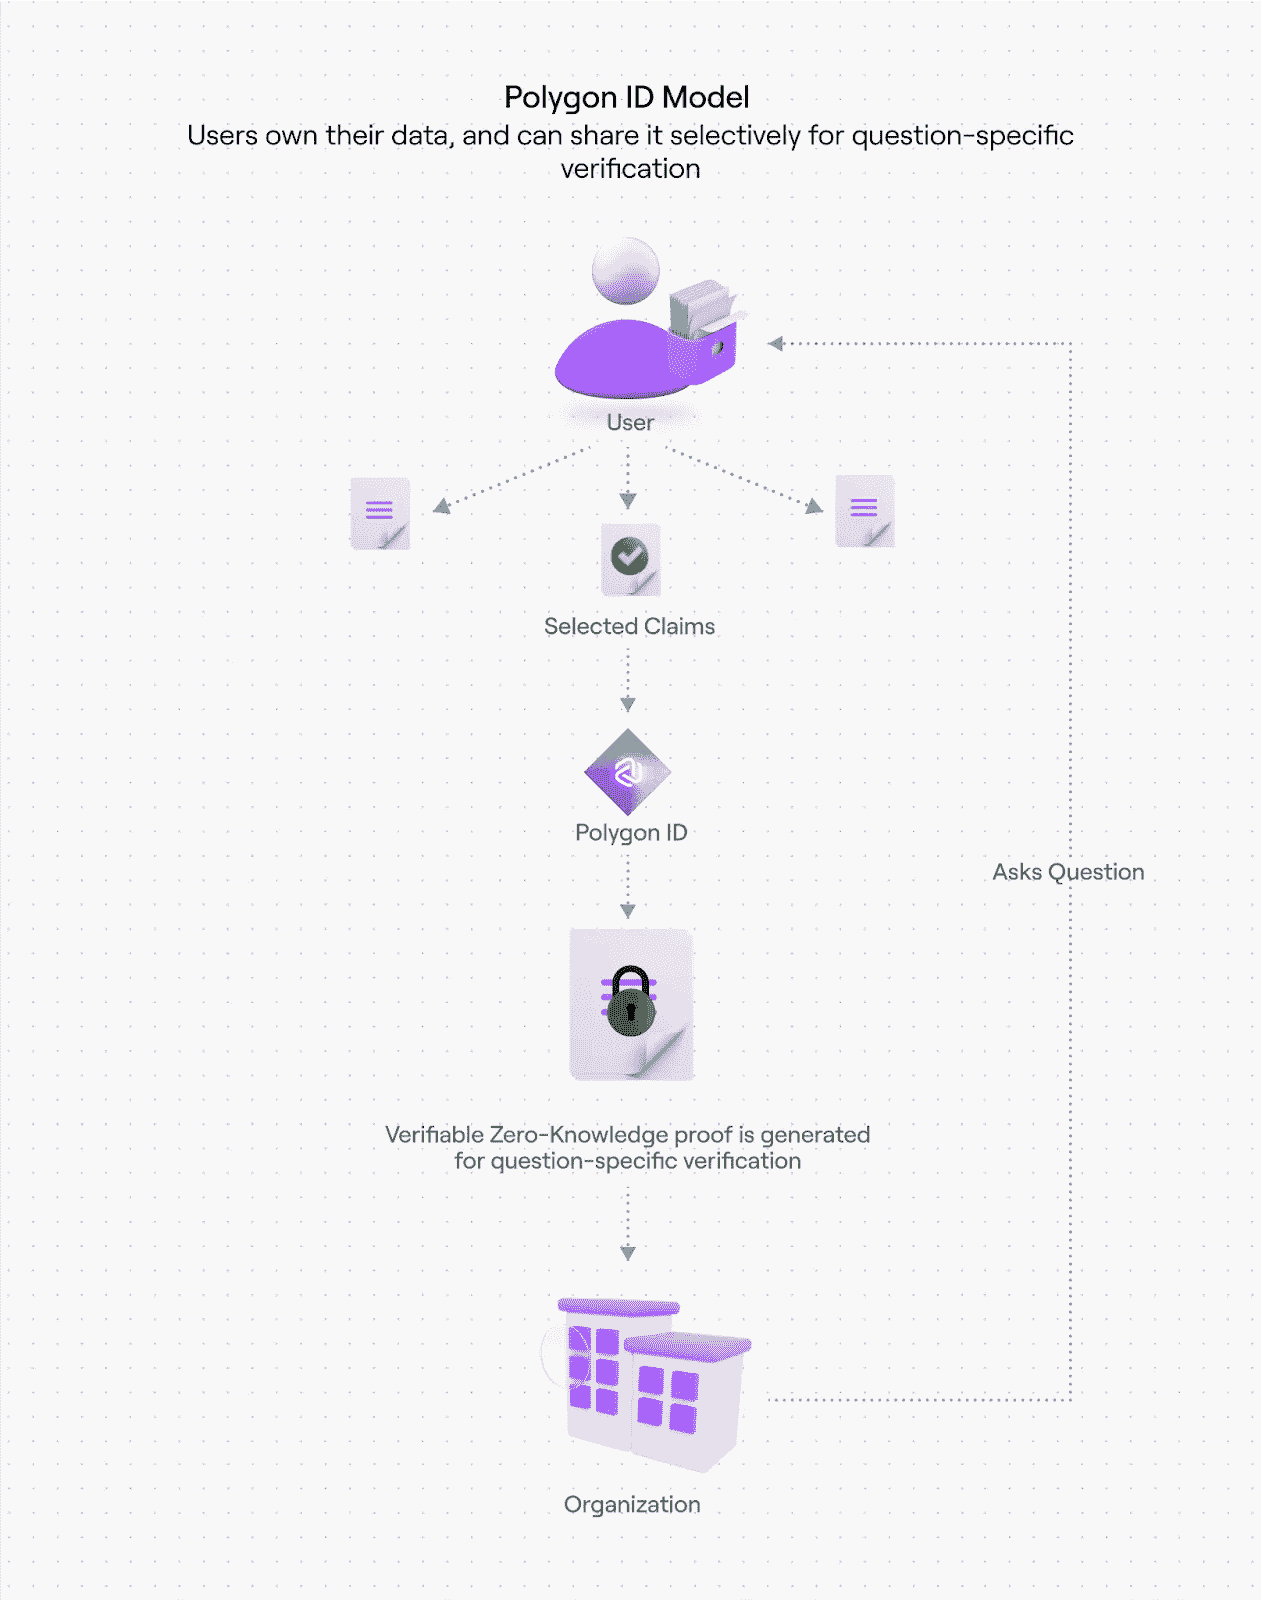 Polygon ID Model
Users own their data, and can share it selectively for question-specific
verification
User
Selected Claims
Polygon ID
Asks Question
Verifiable Zero-Knowledge proof is generated
for question-specific verification
Organization